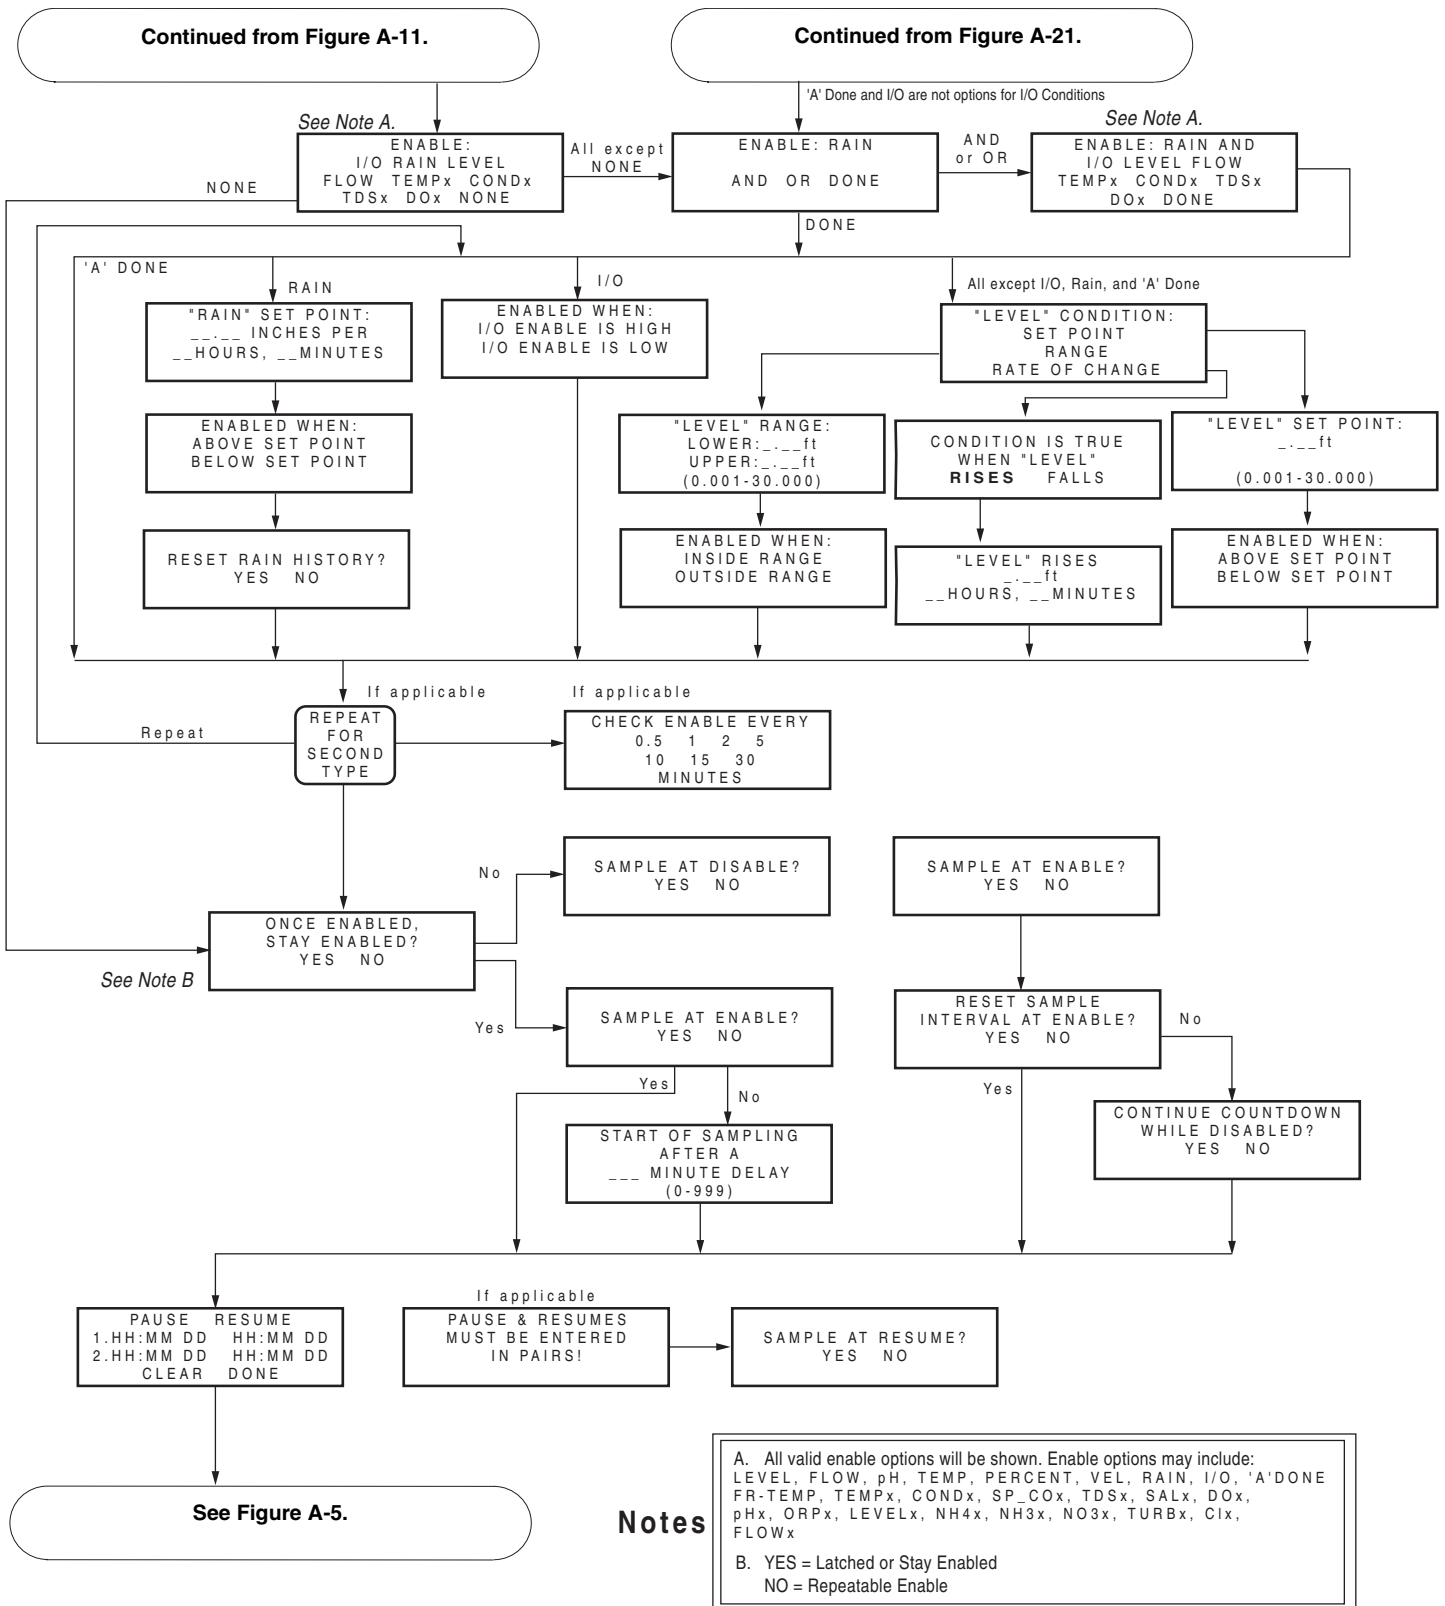 Continued from Figure A-11.
Continued from Figure A-21.
'A' Done and I/O are not options for I/O Conditions
See Note A.
ENABLE:
I/O RAIN LEVEL
FLOW TEMPx CONDx
TDSx DOx NONE
All except
NONE
ENABLE: RAIN
AND OR DONE
AND
or OR
See Note A.
ENABLE: RAIN AND
I/O LEVEL FLOW
TEMPx CONDx TDSx
DOx DONE
NONE
DONE
'A' DONE
RAIN
I/O
All except I/O, Rain, and 'A' Done
"RAIN" SET POINT:
__.__ INCHES PER
__HOURS, __MINUTES
ENABLED WHEN:
I/O ENABLE IS HIGH
I/O ENABLE IS LOW
"LEVEL" CONDITION:
SET POINT
RANGE
RATE OF CHANGE
ENABLED WHEN:
ABOVE SET POINT
BELOW SET POINT
"LEVEL" RANGE:
LOWER:_.__ft
UPPER:_.__ft
(0.001-30.000)
CONDITION IS TRUE
WHEN "LEVEL"
RISES FALLS
"LEVEL" SET POINT:
_.__ft
(0.001-30.000)
RESET RAIN HISTORY?
YES NO
ENABLED WHEN:
INSIDE RANGE
OUTSIDE RANGE
"LEVEL" RISES
_.__ft
__HOURS, __MINUTES
ENABLED WHEN:
ABOVE SET POINT
BELOW SET POINT
If applicable
If applicable
Repeat
REPEAT
FOR
SECOND
TYPE
CHECK ENABLE EVERY
0.5 1 2 5
10 15 30
MINUTES
No
SAMPLE AT DISABLE?
YES NO
SAMPLE AT ENABLE?
YES NO
ONCE ENABLED,
STAY ENABLED?
YES NO
See Note B
Yes
SAMPLE AT ENABLE?
YES NO
RESET SAMPLE
INTERVAL AT ENABLE?
YES NO
No
Yes
No
Yes
START OF SAMPLING
AFTER A
___ MINUTE DELAY
(0-999)
CONTINUE COUNTDOWN
WHILE DISABLED?
YES NO
PAUSE RESUME
1.HH:MM DD HH:MM DD
2.HH:MM DD HH:MM DD
CLEAR DONE
If applicable
PAUSE & RESUMES
MUST BE ENTERED
IN PAIRS!
SAMPLE AT RESUME?
YES NO
See Figure A-5.
Notes
A. All valid enable options will be shown. Enable options may include:
LEVEL, FLOW, pH, TEMP, PERCENT, VEL, RAIN, I/O, 'A'DONE
FR-TEMP, TEMPx, CONDx, SP_COx, TDSx, SALx, DOx,
pHx, ORPx, LEVELx, NH4x, NH3x, NO3x, TURBx, Clx,
FLOWx
B. YES = Latched or Stay Enabled
NO = Repeatable Enable